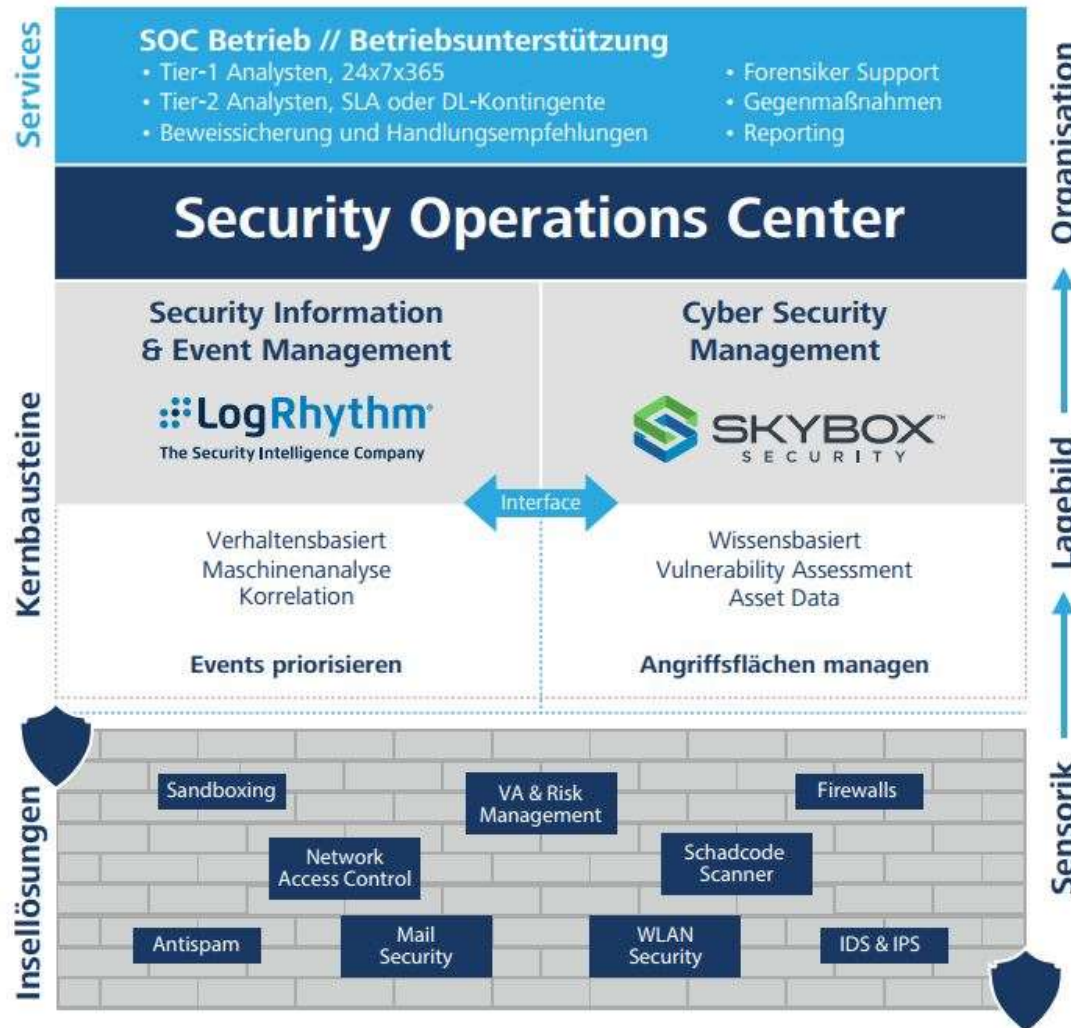 Services
SOC Betrieb // Betriebsunterstützung
• Tier-1 Analysten, 24x7x365
• Tier-2 Analysten, SLA oder DL-Kontingente
• Beweissicherung und Handlungsempfehlungen
• Forensiker Support
• Gegenmaßnahmen
• Reporting
Organisation
Security Operations Center
Kernbausteine
Security Information
& Event Management
LogRhythm®
The Security Intelligence Company
Cyber Security
Management
SKYBOX™
SECURITY
Interface
Lagebild
Verhaltensbasiert
Maschinenanalyse
Korrelation
Events priorisieren
Wissensbasiert
Vulnerability Assessment
Asset Data
Angriffsflächen managen
Insellösungen
Sandboxing
VA & Risk
Management
Firewalls
Network
Access Control
Schadcode
Scanner
Antispam
Mail
Security
WLAN
Security
IDS & IPS
Sensorik